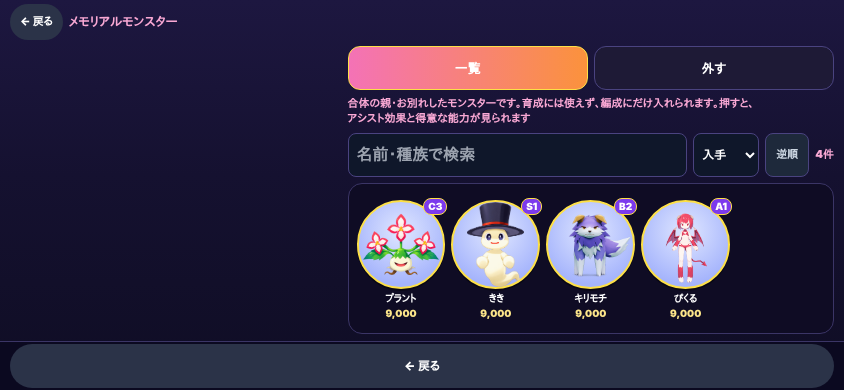 ← 戻る メモリアルモンスター
一覧 外す
合体の親・お別れしたモンスターです。育成には使えず、編成にだけ入れられます。押すと、
アシスト効果と得意な能力が見られます
名前・種族で検索 入手 逆順 4件
C3 S1 B2 A1
プラント きき キリモチ ぴくる
9,000 9,000 9,000 9,000
← 戻る